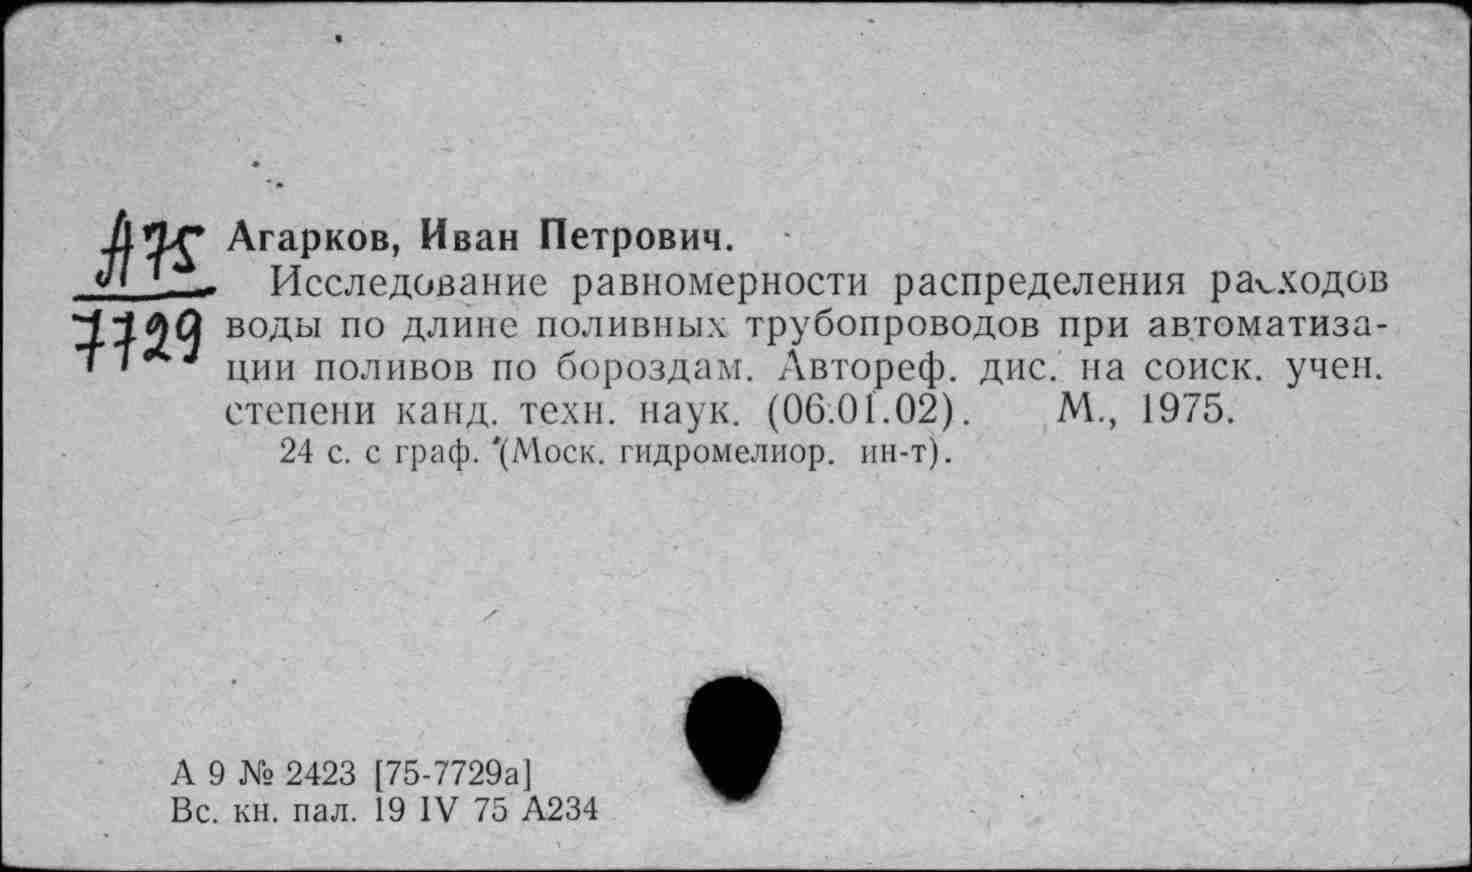 А75
7729
Агарков, Иван Петрович.
Исследование равномерности распределения расходов
воды по длине поливных трубопроводов при автоматиза-
ции поливов по бороздам. Автореф. дис. на соиск. учен.
степени канд. техн. наук. (06.01.02). М., 1975.
24 с. с граф. (Моск. гидромелиор. ин-т).
А 9 № 2423 [75-7729а]
Вс. кн. пал. 19 IV 75 А234